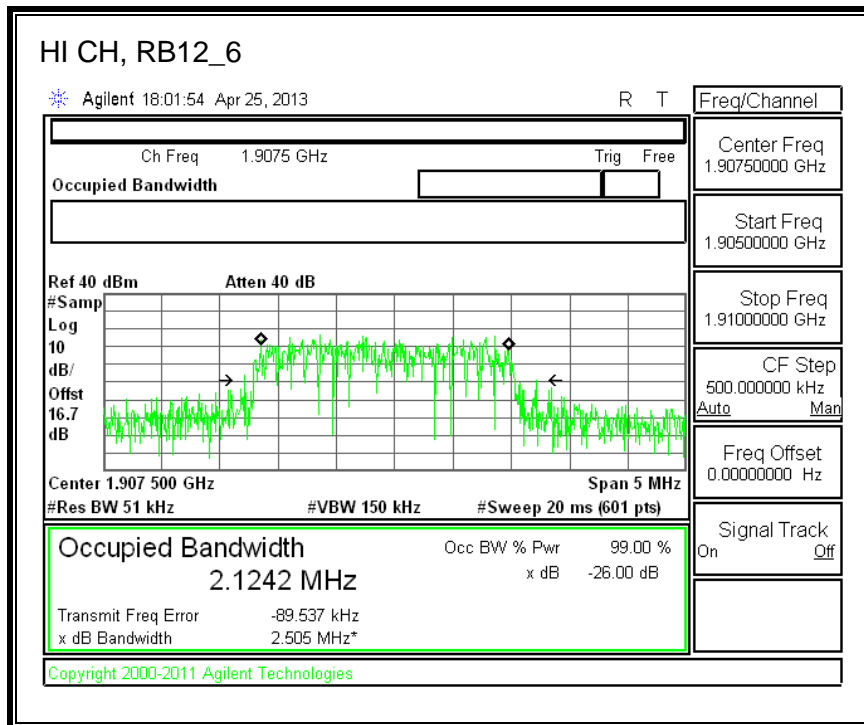 HI CH, RB12_6
Agilent 18:01:54 Apr 25, 2013 R T
Freq/Channel
Ch Freq 1.9075 GHz Trig Free
Occupied Bandwidth
Center Freq
1.90750000 GHz
Start Freq
1.90500000 GHz
Stop Freq
1.91000000 GHz
CF Step
500.000000 kHz
Auto Man
Freq Offset
0.00000000 Hz
Signal Track
On Off
Ref 40 dBm Atten 40 dB
#Samp
Log
10
dB/
Offst
16.7
dB
Center 1.907 500 GHz Span 5 MHz
#Res BW 51 kHz #VBW 150 kHz #Sweep 20 ms (601 pts)
Occupied Bandwidth Occ BW % Pwr 99.00 %
2.1242 MHz x dB -26.00 dB
Transmit Freq Error -89.537 kHz
x dB Bandwidth 2.505 MHz*
Copyright 2000-2011 Agilent Technologies